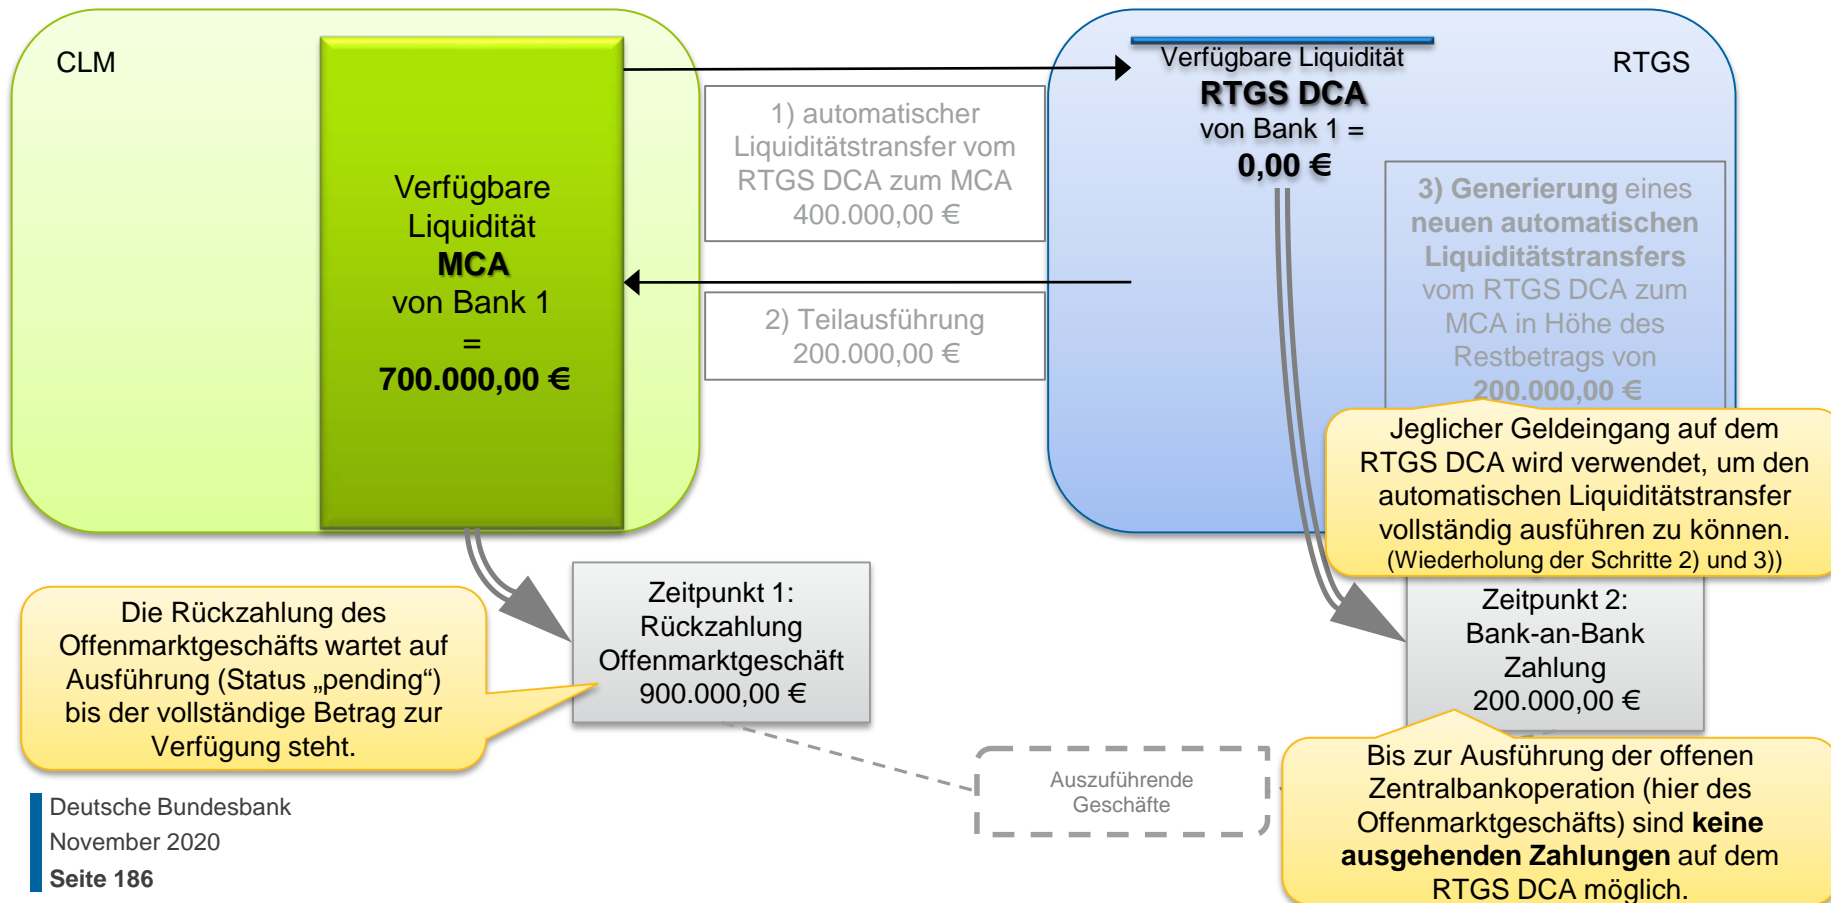 CLM
Verfügbare
Liquidität
MCA
von Bank 1
=
700.000,00 €
1) automatischer
Liquiditätstransfer vom
RTGS DCA zum MCA
400.000,00 €
2) Teilausführung
200.000,00 €
Verfügbare Liquidität
RTGS DCA
von Bank 1 =
0,00 €
RTGS
3) Generierung eines
neuen automatischen
Liquiditätstransfers
vom RTGS DCA zum
MCA in Höhe des
Restbetrags von
200.000,00 €
Jeglicher Geldeingang auf dem
RTGS DCA wird verwendet, um den
automatischen Liquiditätstransfer
vollständig ausführen zu können.
(Wiederholung der Schritte 2) und 3))
Die Rückzahlung des
Offenmarktgeschäfts wartet auf
Ausführung (Status „pending“)
bis der vollständige Betrag zur
Verfügung steht.
Zeitpunkt 1:
Rückzahlung
Offenmarktgeschäft
900.000,00 €
Zeitpunkt 2:
Bank-an-Bank
Zahlung
200.000,00 €
Auszuführende
Geschäfte
Bis zur Ausführung der offenen
Zentralbankoperation (hier des
Offenmarktgeschäfts) sind keine
ausgehenden Zahlungen auf dem
RTGS DCA möglich.
Deutsche Bundesbank
November 2020
Seite 186